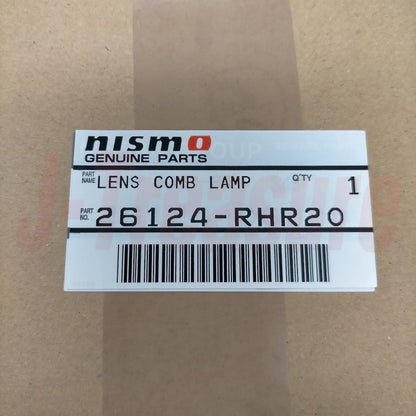 nismo
GENUINE PARTS
PART NAME LENS COMB LAMP Q'TY 1
PART NO. 26124-RHR20